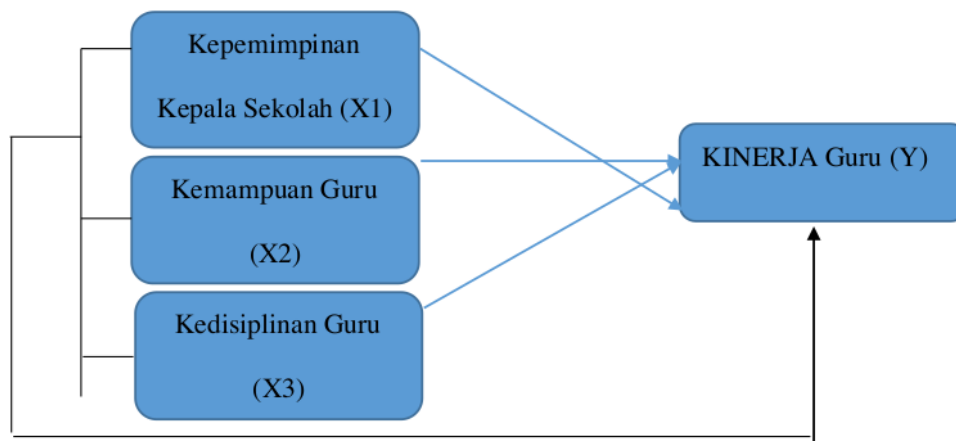 Kepemimpinan
Kepala Sekolah (X1)
Kemampuan Guru
(X2)
Kedisiplinan Guru
(X3)
KINERJA Guru (Y)